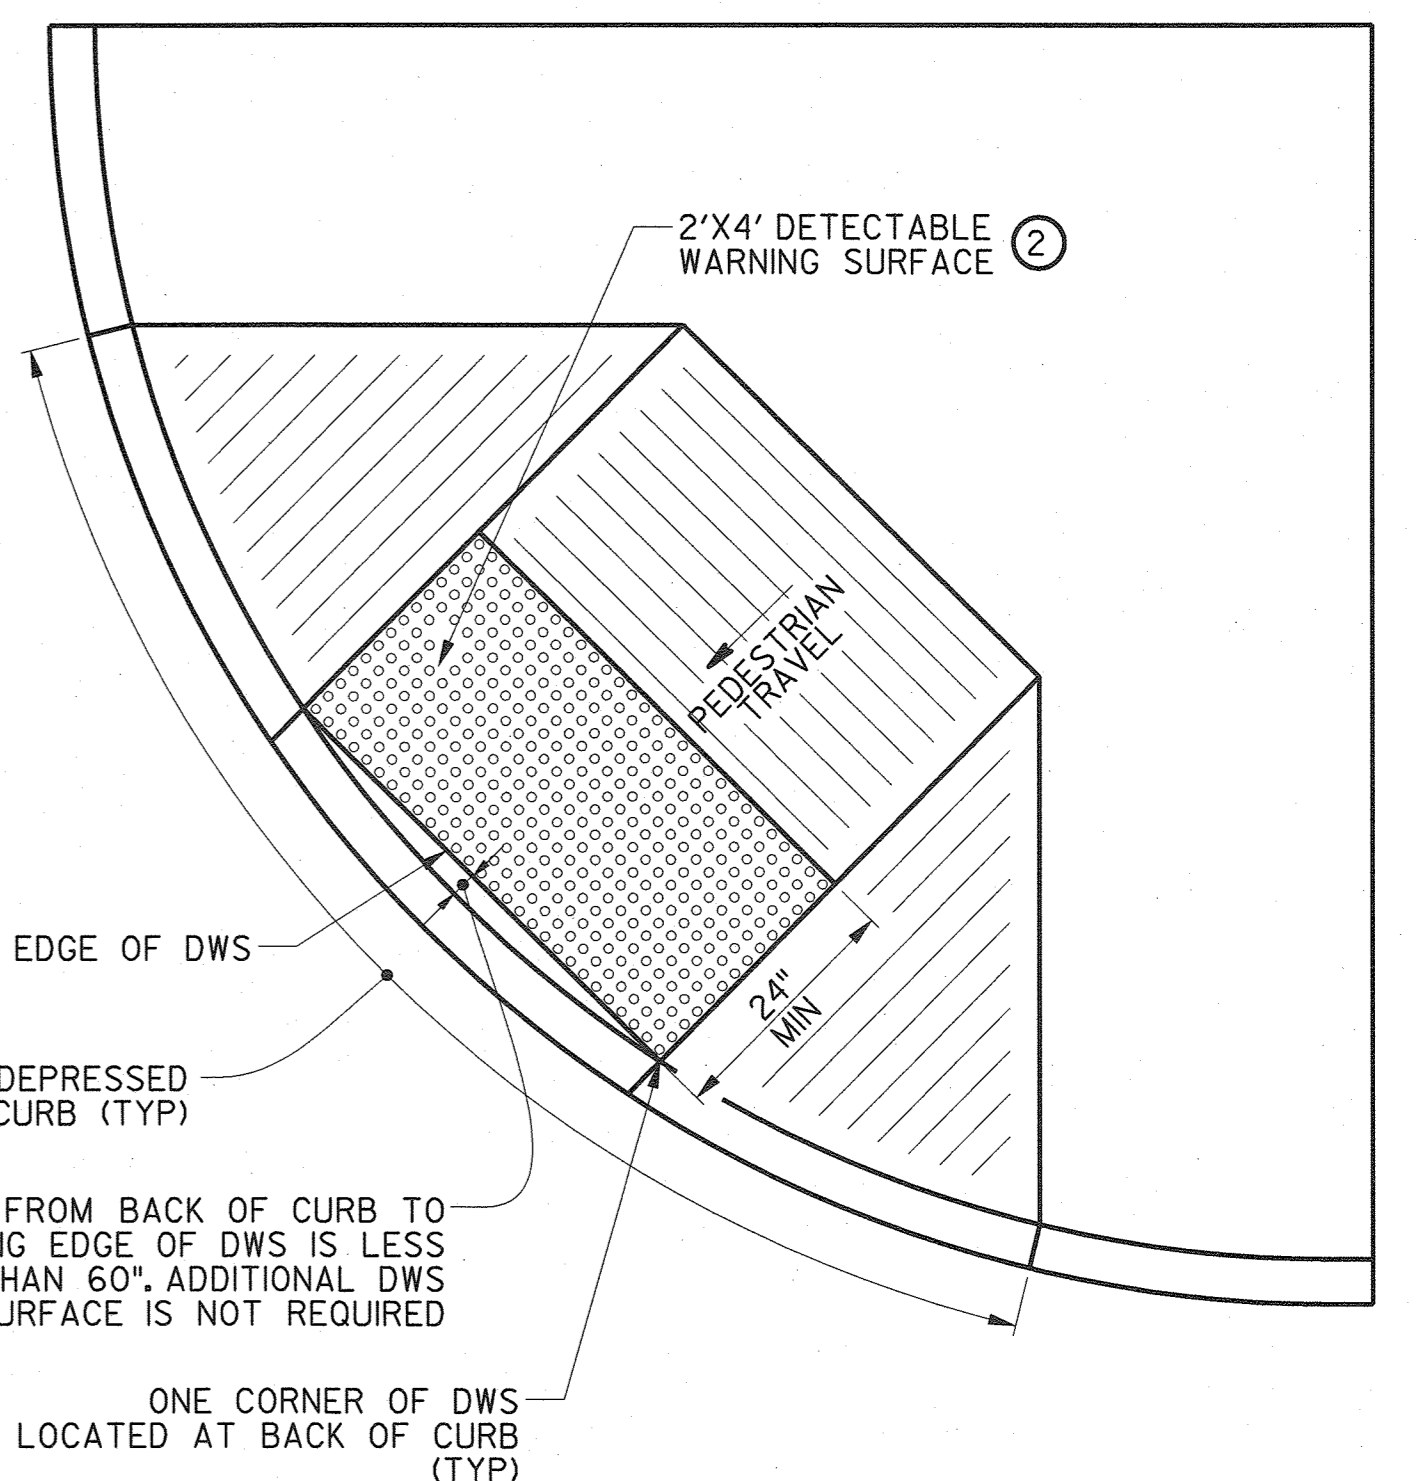 2'X4' DETECTABLE
WARNING SURFACE 2
PEDESTRIAN
TRAVEL
EDGE OF DWS
24"
MIN
DEPRESSED
CURB (TYP)
FROM BACK OF CURB TO
EDGE OF DWS IS LESS
60". ADDITIONAL DWS
IS NOT REQUIRED
ONE CORNER OF DWS
LOCATED AT BACK OF CURB
(TYP)